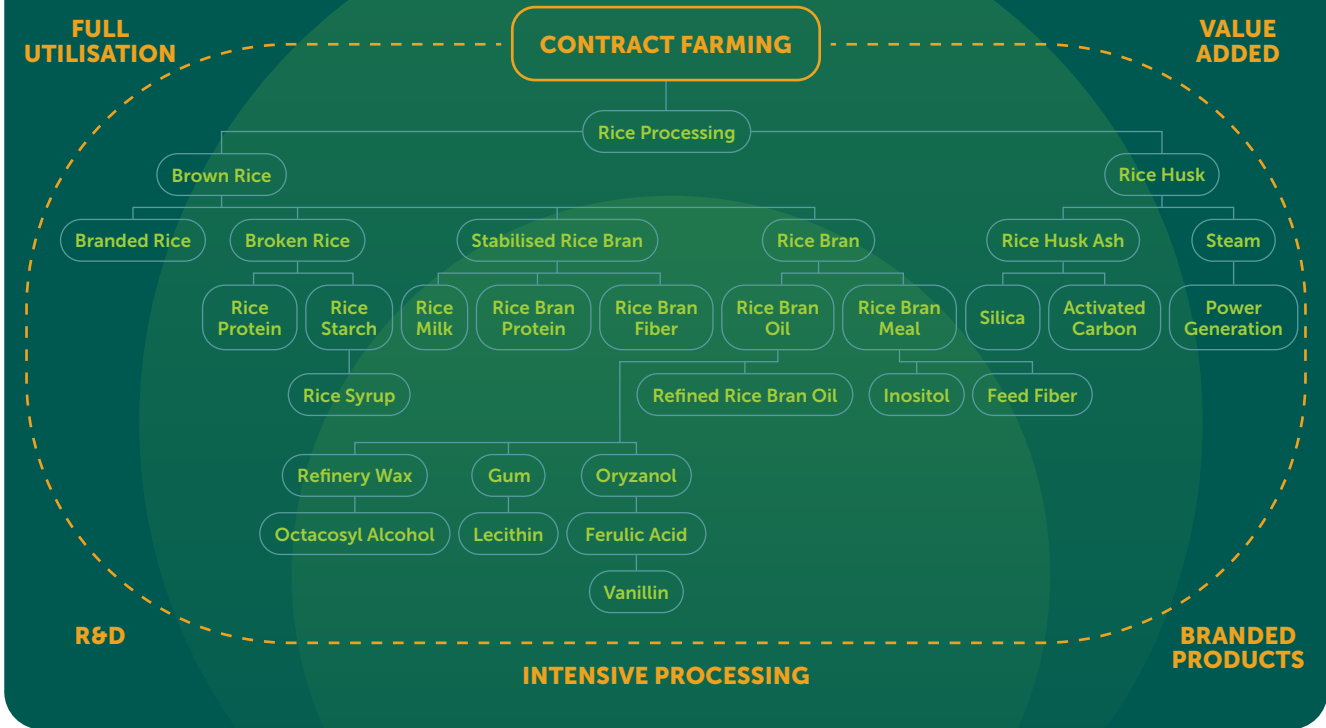 FULL
UTILISATION
CONTRACT FARMING
VALUE
ADDED
Rice Processing
Brown Rice
Rice Husk
Branded Rice
Broken Rice
Stabilised Rice Bran
Rice Bran
Rice Husk Ash
Steam
Rice
Protein
Rice
Starch
Rice
Milk
Rice Bran
Protein
Rice Bran
Fiber
Rice Bran
Oil
Rice Bran
Meal
Silica
Activated
Carbon
Power
Generation
Rice Syrup
Refined Rice Bran Oil
Inositol
Feed Fiber
Refinery Wax
Gum
Oryzanol
Octacosyl Alcohol
Lecithin
Ferulic Acid
Vanillin
R&D
INTENSIVE PROCESSING
BRANDED
PRODUCTS